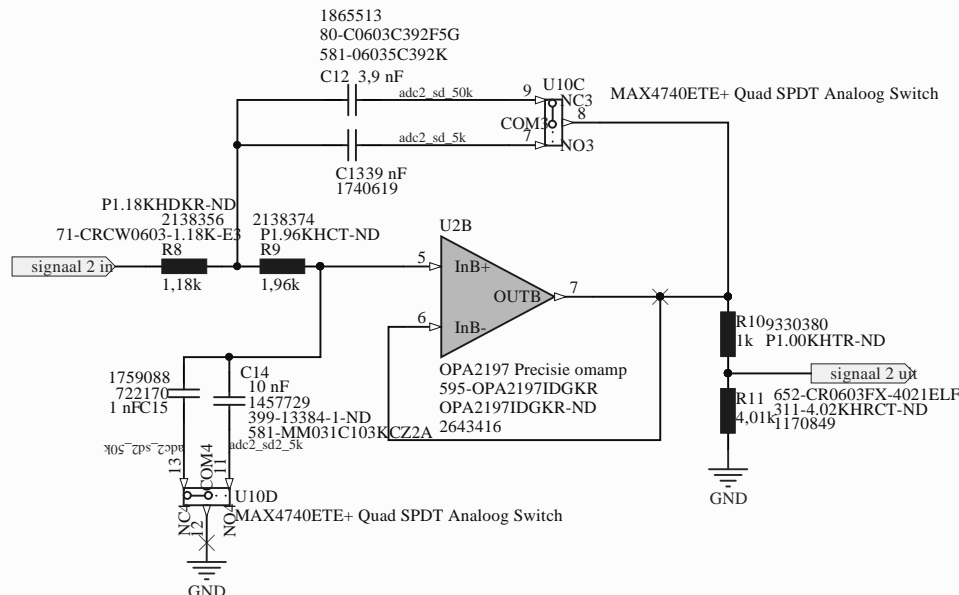 1865513
80-C0603C392F5G
581-06035C392K
C12 3,9 nF
adc2_sd_50k
9
U10C
NC3
MAX4740ETE+ Quad SPDT Analoog Switch
8
COM3
adc2_sd_5k
7
NO3
C1339 nF
1740619
P1.18KHDKR-ND
2138356
71-CRCW0603-1.18K-E3
R8
1,18k
2138374
P1.96KHCT-ND
R9
1,96k
signaal 2 in
U2B
5
InB+
OUTB
7
6
InB-
OPA2197 Precisie omamp
595-OPA2197IDGKR
OPA2197IDGKR-ND
2643416
R10
9330380
1k
P1.00KHTR-ND
signaal 2 uit
R11
652-CR0603FX-4021ELF
4,01k
311-4.02KHRCT-ND
1170849
GND
1759088
722170
1 nF
C15
C14
10 nF
1457729
399-13384-1-ND
581-MM031C103KCZ2A
adc2_sd2_50k
adc2_sd2_5k
13
COM4
11
U10D
MAX4740ETE+ Quad SPDT Analoog Switch
NC4
12
NO4
GND